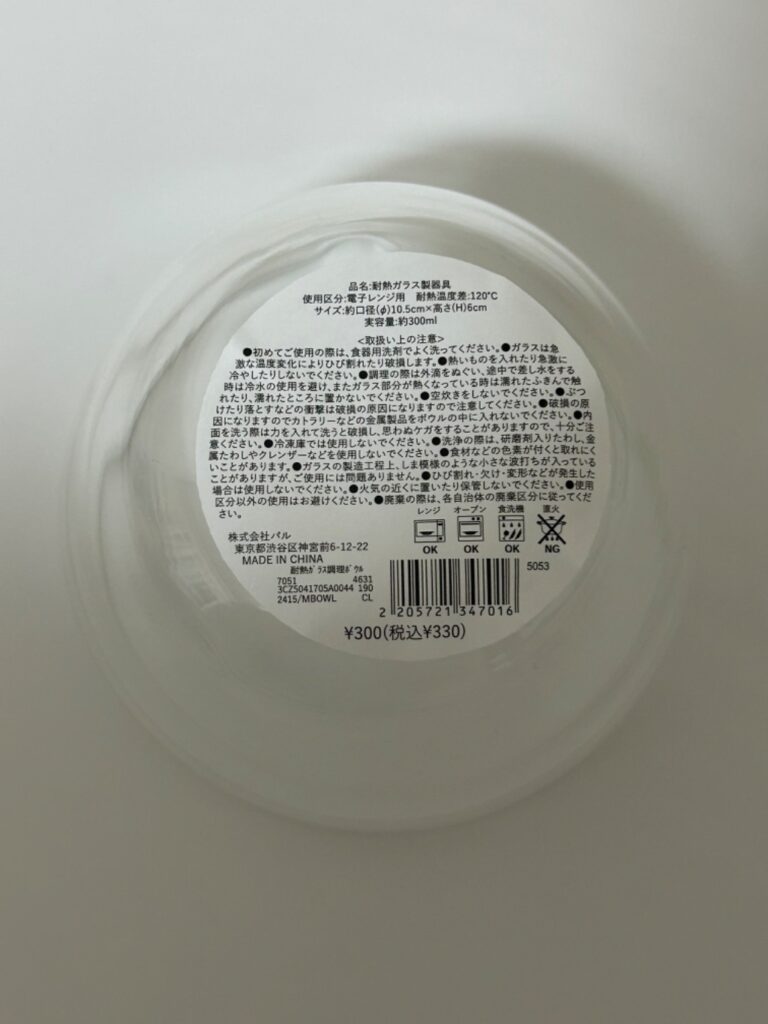 品名:耐熱ガラス製器具
使用区分:電子レンジ用 耐熱温度差:120℃
サイズ:約口径(φ)10.5cm×高さ(H)6cm
実容量:約300ml
<取扱い上の注意>
●初めてご使用の際は、食器用洗剤でよく洗ってください。●ガラスは急
激な温度変化によりひび割れたり破損します。●熱いものを入れたり急激に
冷やしたりしないでください。●調理の際は外滴をぬぐい、途中で差し水をする
時は冷水の使用を避け、またガラス部分が熱くなっている時は濡れたふきんで触
れたり、濡れたところに置かないでください。●空炊きをしないでください。●ぶつ
けたり落とすなどの衝撃は破損の原因になりますので注意してください。●破損の原
因になりますのでカトラリーなどの金属製品をボウルの中に入れないでください。●内
面を洗う際は力を入れて洗うと破損し、思わぬケガをすることがありますので、十分ご注
意ください。●冷凍庫では使用しないでください。●洗浄の際は、研磨剤入りたわし、金
属たわしやクレンザーなどを使用しないでください。●食材などの色素が付くと取れにく
いことがあります。●ガラスの製造工程上、しま模様のような小さな波打ちが入っている
ことがありますが、ご使用には問題ありません。●ひび割れ・欠け・変形などが発生した
場合は使用しないでください。●火気の近くに置いたり保管しないでください。●使用
区分以外の使用はお避けください。●廃棄の際は、各自治体の廃棄区分に従ってくだ
さい。
レンジ オーブン 食洗機 直火
OK OK OK NG
株式会社パル
東京都渋谷区神宮前6-12-22
MADE IN CHINA
耐熱ガラス調理ボウル
7051 4631
3CZ5041705A0044 190
2415/MBOWL CL
5053
2 205721 347016
¥300(税込¥330)